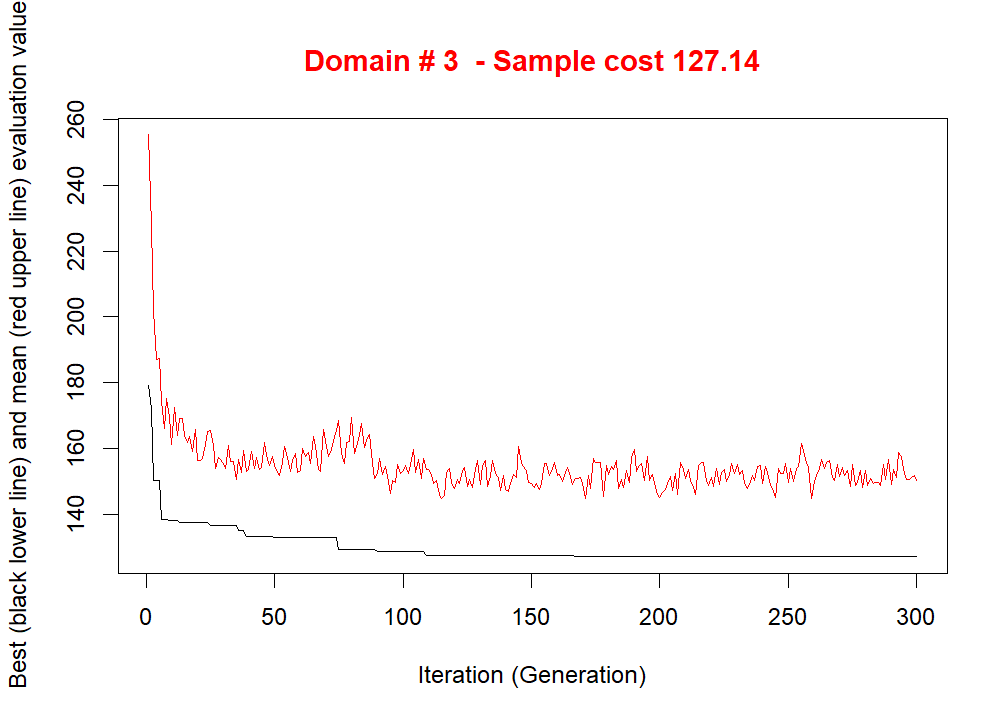 Domain # 3  - Sample cost 127.14
Best (black lower line) and mean (red upper line) evaluation value
260
240
220
200
180
160
140
0 50 100 150 200 250 300
Iteration (Generation)